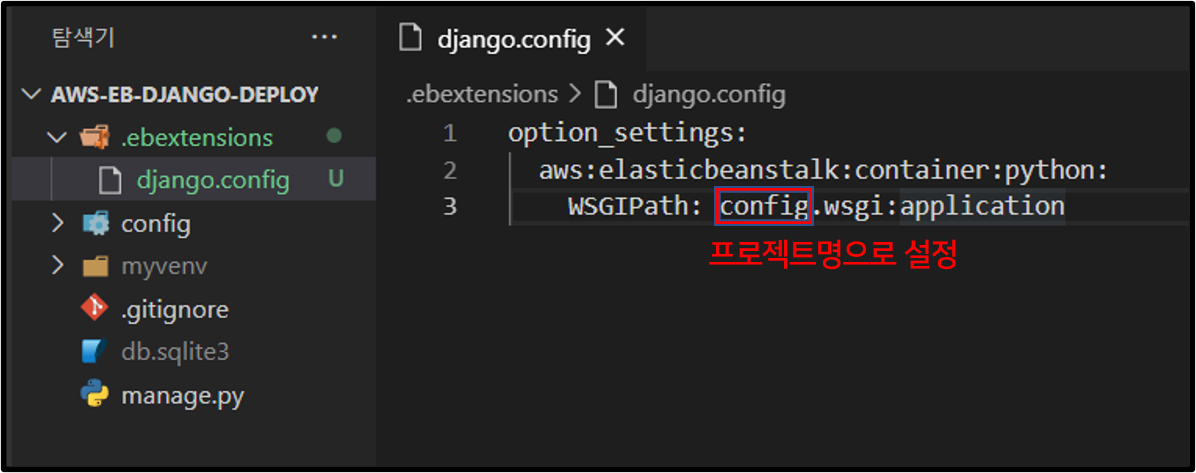 탐색기 ...
AWS-EB-DJANGO-DEPLOY
.ebextensions
django.config U
config
myvenv
.gitignore
db.sqlite3
manage.py
django.config
.ebextensions > django.config
1 option_settings:
2 aws:elasticbeanstalk:container:python:
3 WSGIPath: config.wsgi:application
프로젝트명으로 설정